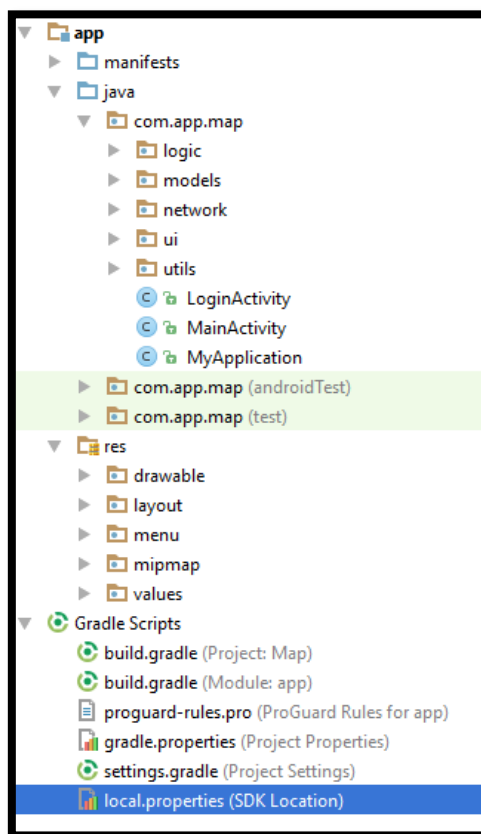 app
manifests
java
com.app.map
logic
models
network
ui
utils
LoginActivity
MainActivity
MyApplication
com.app.map (androidTest)
com.app.map (test)
res
drawable
layout
menu
mipmap
values
Gradle Scripts
build.gradle (Project: Map)
build.gradle (Module: app)
proguard-rules.pro (ProGuard Rules for app)
gradle.properties (Project Properties)
settings.gradle (Project Settings)
local.properties (SDK Location)